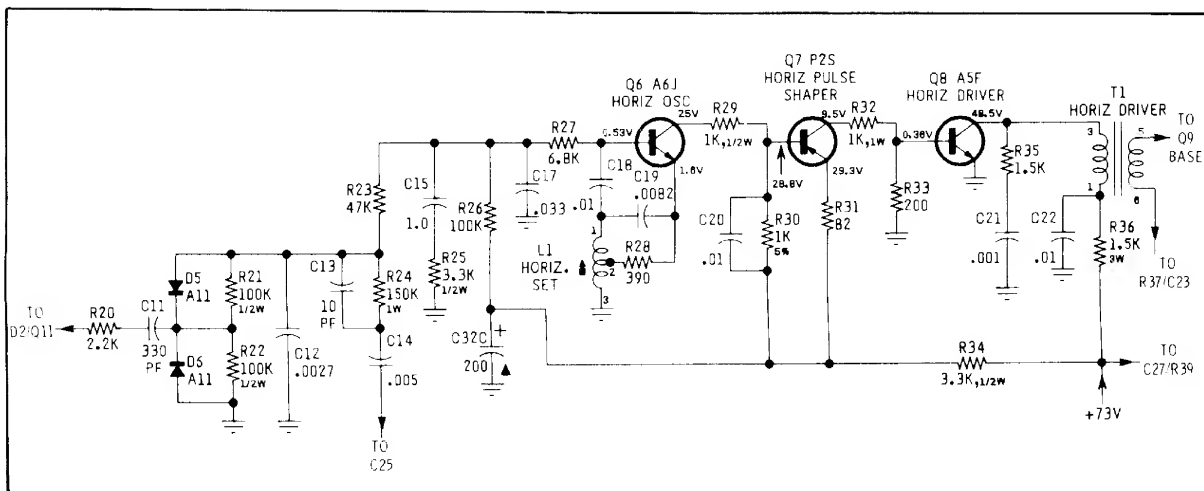 Q6 A6J
HORIZ OSC
Q7 P2S
HORIZ PULSE
SHAPER
Q8 A5F
HORIZ DRIVER
T1
HORIZ DRIVER
25V
R29
1K,1/2W
9.5V
R32
1K,1W
48.5V
3
5
TO
Q9
BASE
R27
6.8K
0.53V
C18
.01
C19
.0082
1.8V
28.8V
29.3V
0.38V
R35
1.5K
1
6
R23
47K
C15
1.0
R26
100K
C17
.033
1
L1
HORIZ.
SET
2
3
R28
390
C20
.01
R30
1K
5%
R31
82
R33
200
C21
.001
C22
.01
R36
1.5K
3W
TO
R37/C23
D5
A11
R21
100K
1/2W
C13
10
PF
R24
150K
1W
R25
3.3K
1/2W
TO
D2/Q11
R20
2.2K
C11
330
PF
D6
A11
R22
100K
1/2W
C12
.0027
C14
.005
C32C
+
200
R34
3.3K,1/2W
TO
C27/R39
+73V
TO
C25